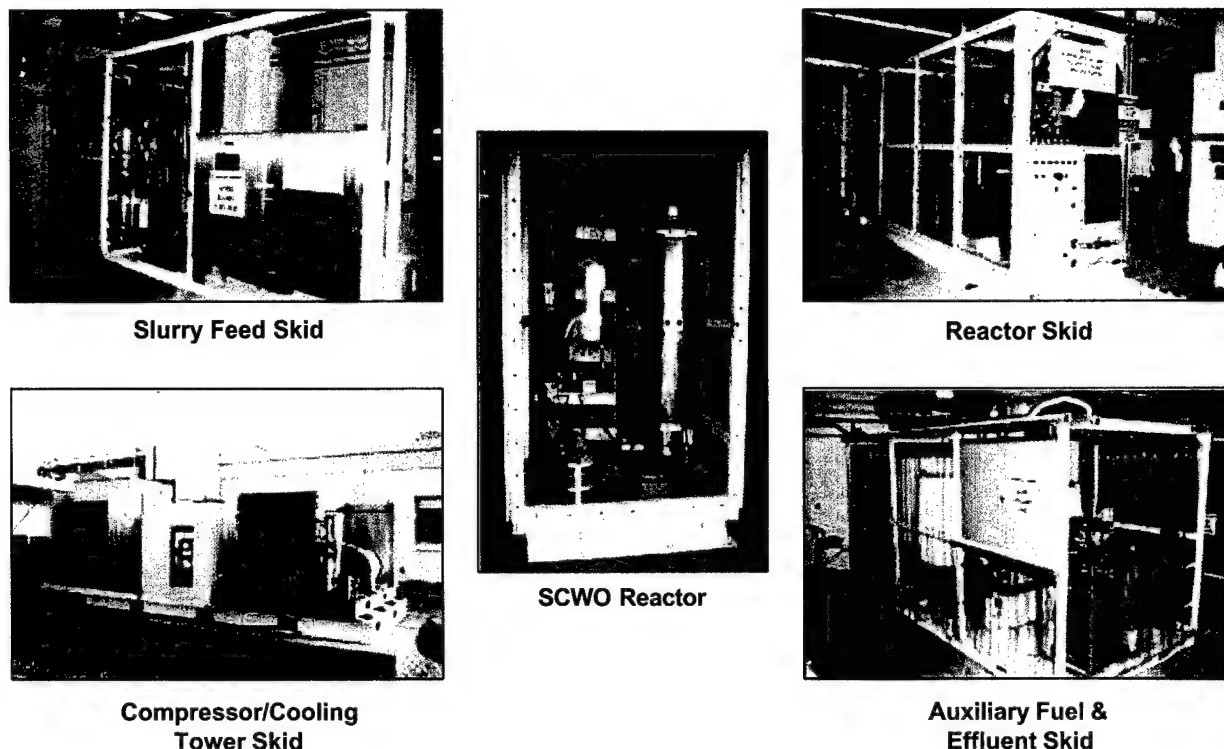 Slurry Feed Skid
Reactor Skid
SCWO Reactor
Compressor/Cooling
Tower Skid
Auxiliary Fuel &
Effluent Skid